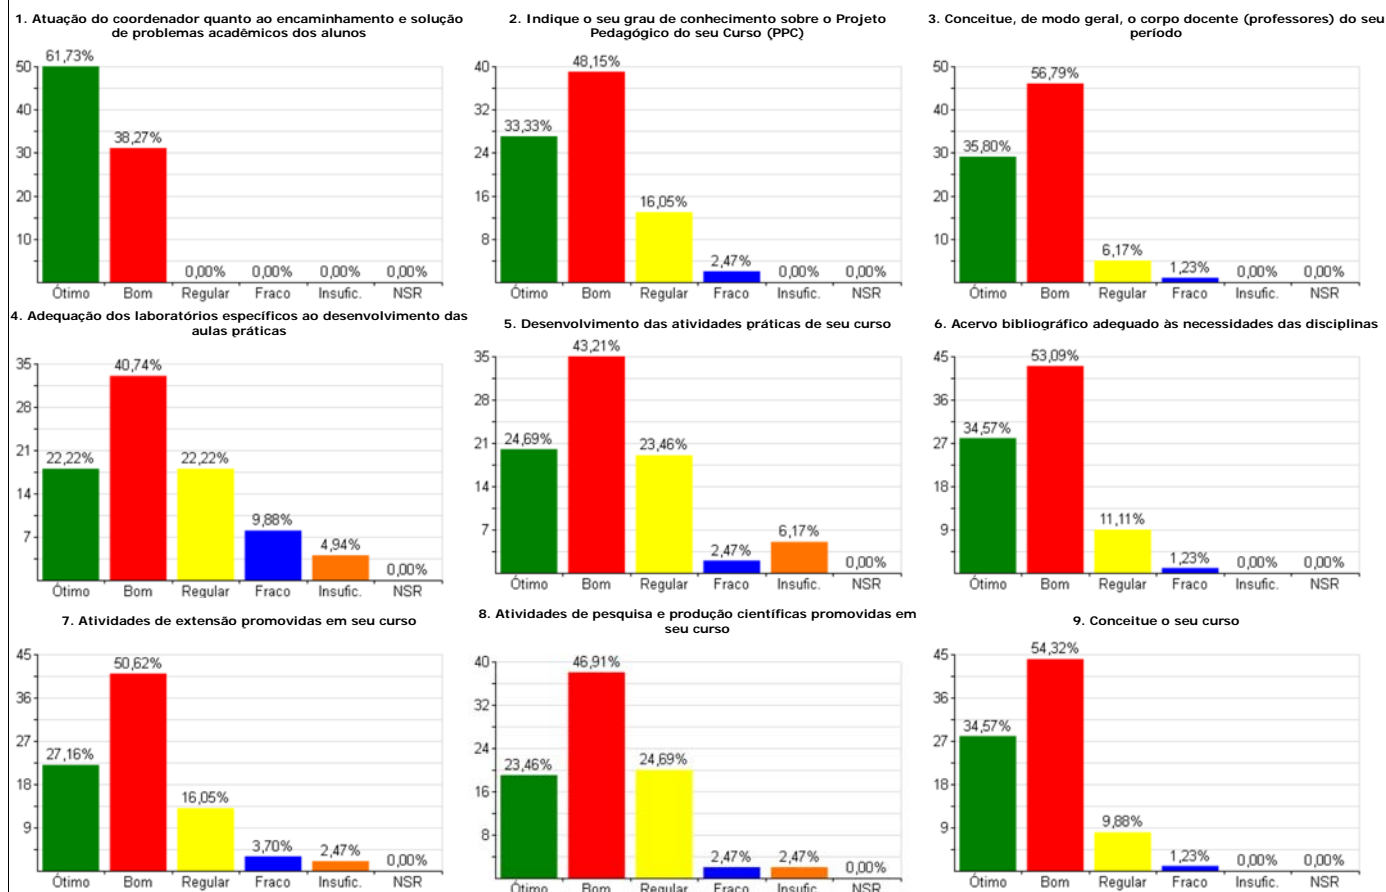 1. Atuação do coordenador quanto ao encaminhamento e solução
de problemas acadêmicos dos alunos
61,73%
50
40
38,27%
30
20
10
0,00% 0,00% 0,00% 0,00%
Ótimo Bom Regular Fraco Insufic. NSR
2. Indique o seu grau de conhecimento sobre o Projeto
Pedagógico do seu Curso (PPC)
48,15%
40
33,33%
32
24
16,05%
16
8
2,47% 0,00% 0,00%
Ótimo Bom Regular Fraco Insufic. NSR
3. Conceitue, de modo geral, o corpo docente (professores) do seu
período
56,79%
50
40
35,80%
30
20
10
6,17% 1,23% 0,00% 0,00%
Ótimo Bom Regular Fraco Insufic. NSR
4. Adequação dos laboratórios específicos ao desenvolvimento das
aulas práticas
40,74%
35
28
21
22,22% 22,22%
14
9,88%
7
4,94% 0,00%
Ótimo Bom Regular Fraco Insufic. NSR
5. Desenvolvimento das atividades práticas de seu curso
43,21%
35
28
24,69% 23,46%
21
14
7
2,47% 6,17% 0,00%
Ótimo Bom Regular Fraco Insufic. NSR
6. Acervo bibliográfico adequado às necessidades das disciplinas
53,09%
45
36
34,57%
27
18
11,11%
9
1,23% 0,00% 0,00%
Ótimo Bom Regular Fraco Insufic. NSR
7. Atividades de extensão promovidas em seu curso
50,62%
45
36
27
27,16%
18
16,05%
9
3,70% 2,47% 0,00%
Ótimo Bom Regular Fraco Insufic. NSR
8. Atividades de pesquisa e produção científicas promovidas em
seu curso
46,91%
40
32
24
23,46% 24,69%
16
8
2,47% 2,47% 0,00%
Ótimo Bom Regular Fraco Insufic. NSR
9. Conceitue o seu curso
54,32%
45
36
34,57%
27
18
9,88%
9
1,23% 0,00% 0,00%
Ótimo Bom Regular Fraco Insufic. NSR